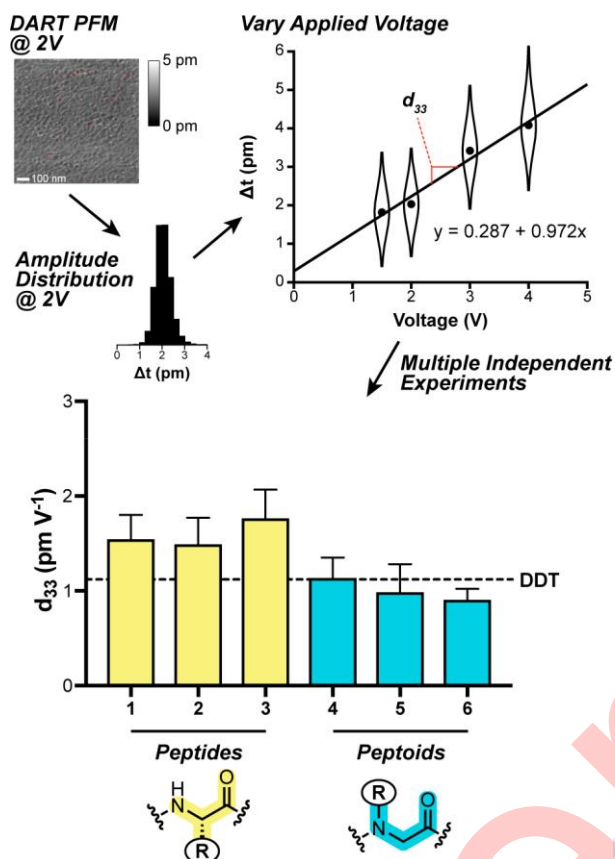 DART PFM
@ 2V
5 pm
0 pm
100 nm
Amplitude
Distribution
@ 2V
0 1 2 3 4
Δt (pm)
Vary Applied Voltage
6
5
4
3
2
1
0
Δt (pm)
d33
y = 0.287 + 0.972x
0 1 2 3 4 5
Voltage (V)
Multiple Independent
Experiments
3
2
1
0
d₃₃ (pm V⁻¹)
DDT
1 2 3 4 5 6
Peptides
Peptoids
H
N
O
R
R
N
O